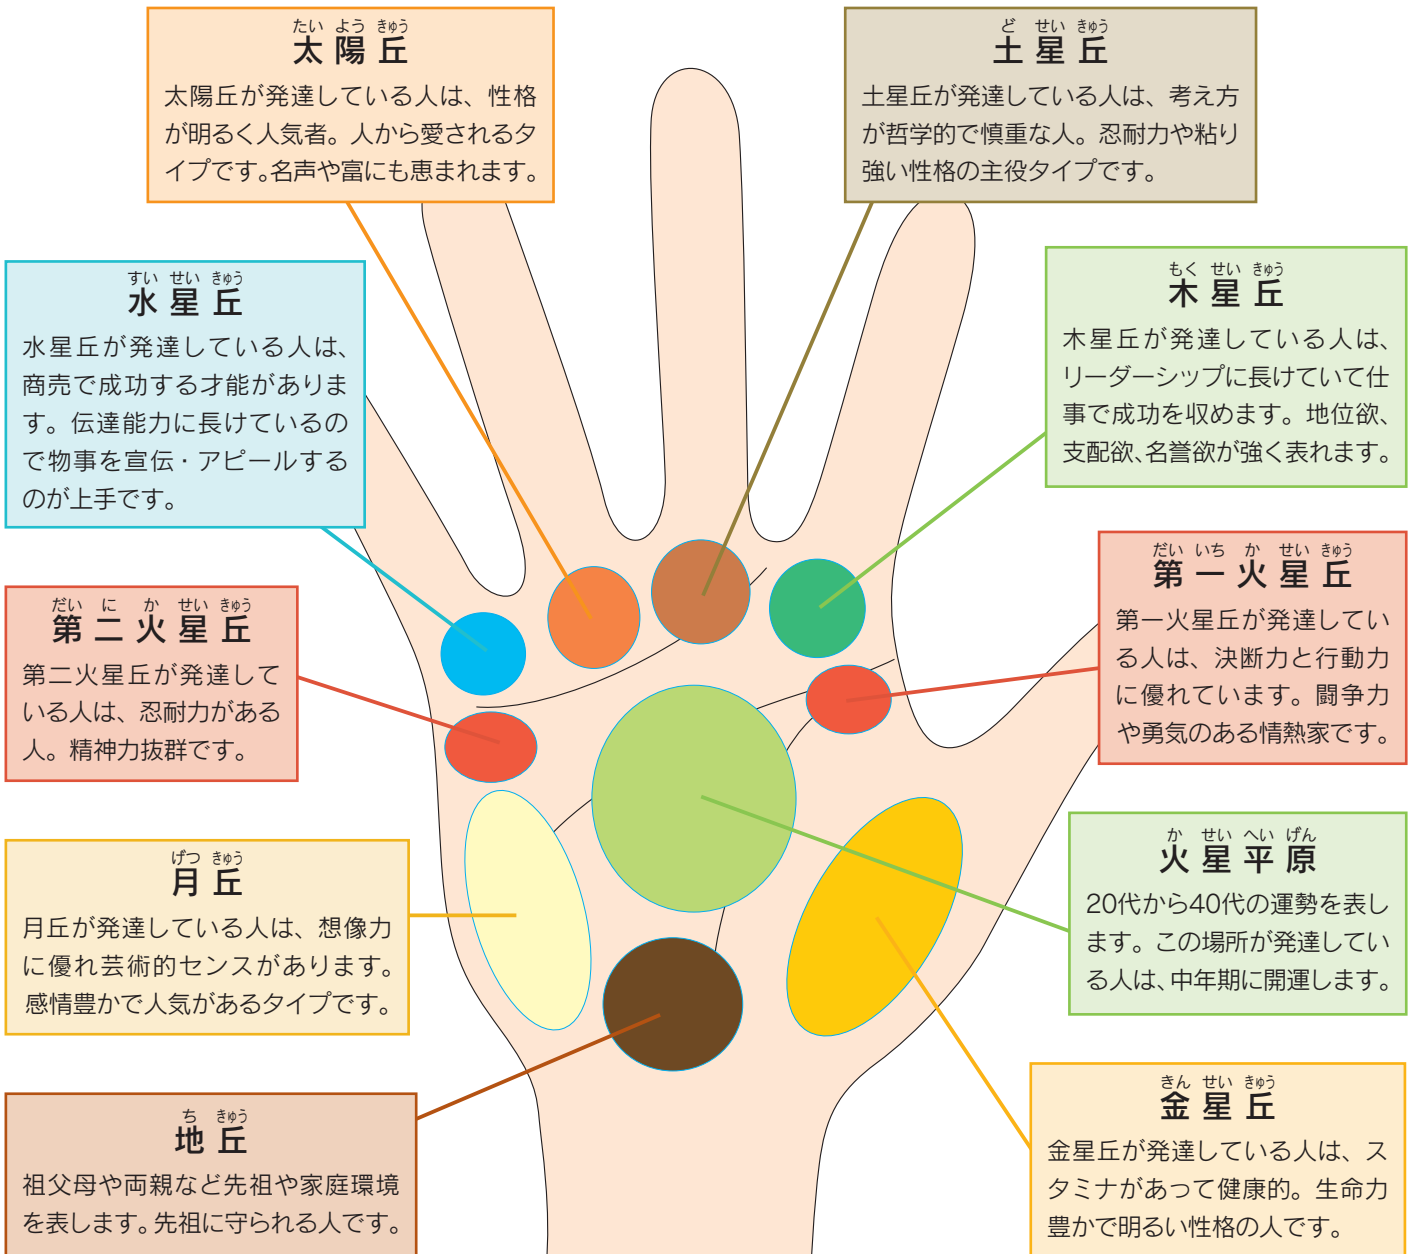 たい よう きゅう
太陽丘
太陽丘が発達している人は、性格
が明るく人気者。人から愛されるタ
イプです。名声や富にも恵まれます。
ど せい きゅう
土星丘
土星丘が発達している人は、考え方
が哲学的で慎重な人。忍耐力や粘り
強い性格の主役タイプです。
すい せい きゅう
水星丘
水星丘が発達している人は、
商売で成功する才能がありま
す。伝達能力に長けているの
で物事を宣伝・アピールする
のが上手です。
もく せい きゅう
木星丘
木星丘が発達している人は、
リーダーシップに長けていて仕
事で成功を収めます。地位欲、
支配欲、名誉欲が強く表れます。
だい に か せい きゅう
第二火星丘
第二火星丘が発達して
いる人は、忍耐力がある
人。精神力抜群です。
だい いち か せい きゅう
第一火星丘
第一火星丘が発達してい
る人は、決断力と行動力
に優れています。闘争力
や勇気のある情熱家です。
げつ きゅう
月丘
月丘が発達している人は、想像力
に優れ芸術的センスがあります。
感情豊かで人気があるタイプです。
か せい へい げん
火星平原
20代から40代の運勢を表し
ます。この場所が発達してい
る人は、中年期に開運します。
ち きゅう
地丘
祖父母や両親など先祖や家庭環境
を表します。先祖に守られる人です。
きん せい きゅう
金星丘
金星丘が発達している人は、ス
タミナがあって健康的。生命力
豊かで明るい性格の人です。